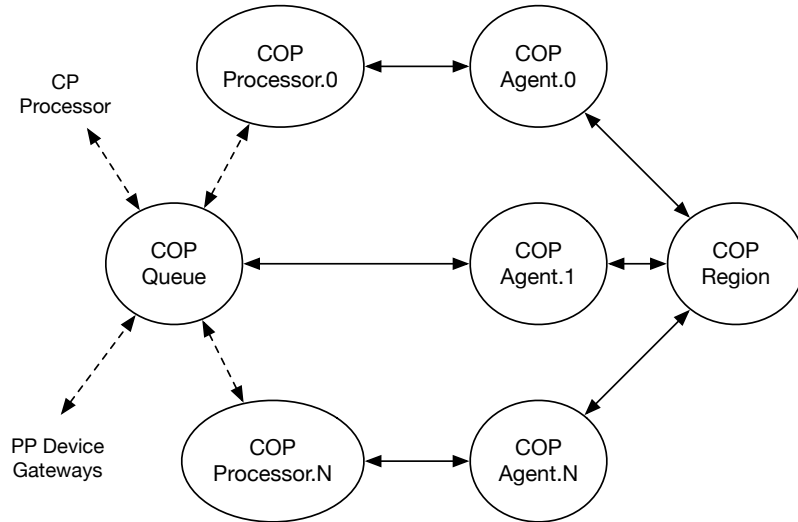 COP
Processor.0
COP
Agent.0
CP
Processor
COP
Queue
COP
Agent.1
COP
Region
PP Device
Gateways
COP
Processor.N
COP
Agent.N